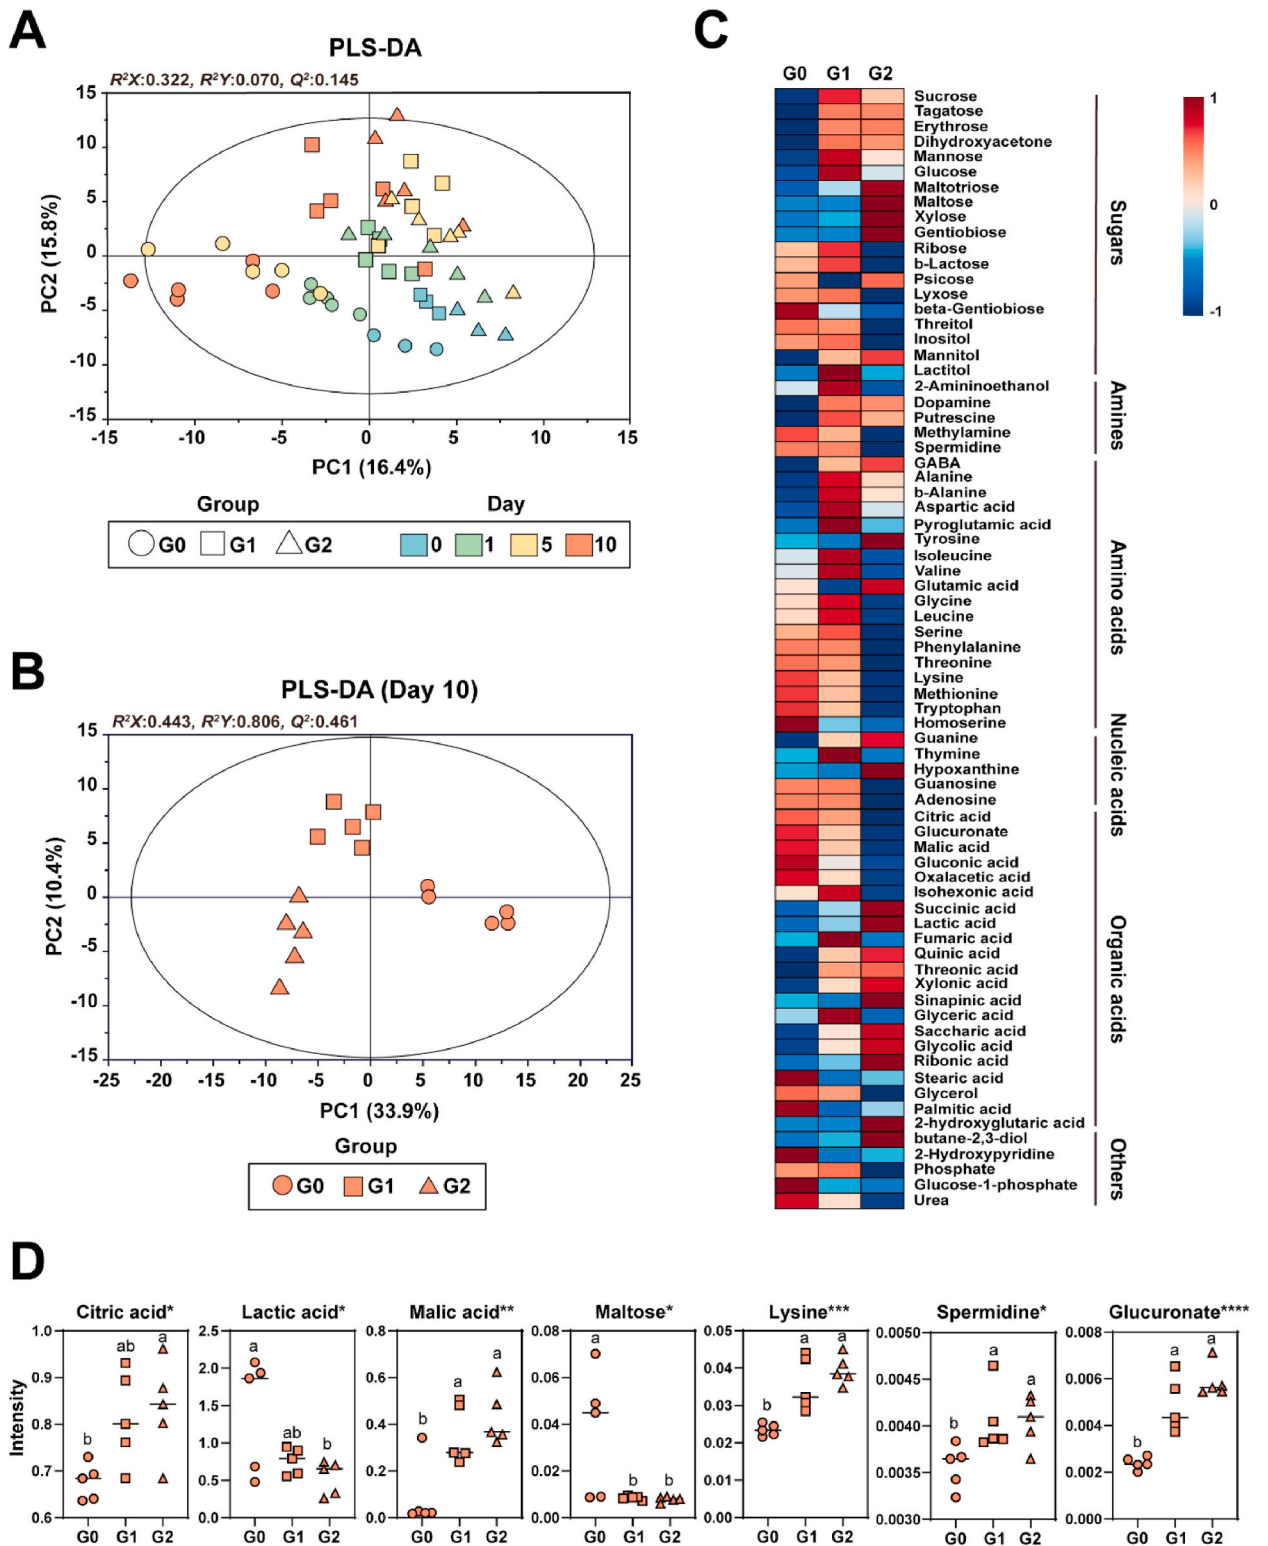 A
PLS-DA
R²X:0.322, R²Y:0.070, Q²:0.145
15
10
5
0
-5
-10
-15
PC2 (15.8%)
-15
-10
-5
0
5
10
15
PC1 (16.4%)
Group
Day
G0
G1
G2
0
1
5
10
B
PLS-DA (Day 10)
R²X:0.443, R²Y:0.806, Q²:0.461
15
10
5
0
-5
-10
-15
PC2 (10.4%)
-25
-20
-15
-10
-5
0
5
10
15
20
25
PC1 (33.9%)
Group
G0
G1
G2
C
G0
G1
G2
Sucrose
Tagatose
Erythrose
Dihydroxyacetone
Mannose
Glucose
Maltotriose
Maltose
Xylose
Gentiobiose
Ribose
b-Lactose
Psicose
Lyxose
beta-Gentiobiose
Threitol
Inositol
Mannitol
Lactitol
2-Amininoethanol
Dopamine
Putrescine
Methylamine
Spermidine
GABA
Alanine
b-Alanine
Aspartic acid
Pyroglutamic acid
Tyrosine
Isoleucine
Valine
Glutamic acid
Glycine
Leucine
Serine
Phenylalanine
Threonine
Lysine
Methionine
Tryptophan
Homoserine
Guanine
Thymine
Hypoxanthine
Guanosine
Adenosine
Citric acid
Glucuronate
Malic acid
Gluconic acid
Oxalacetic acid
Isohexonic acid
Succinic acid
Lactic acid
Fumaric acid
Quinic acid
Threonic acid
Xylonic acid
Sinapinic acid
Glyceric acid
Saccharic acid
Glycolic acid
Ribonic acid
Stearic acid
Glycerol
Palmitic acid
2-hydroxyglutaric acid
butane-2,3-diol
2-Hydroxypyridine
Phosphate
Glucose-1-phosphate
Urea
Sugars
Amines
Amino acids
Nucleic acids
Organic acids
Others
1
0
-1
D
Intensity
Citric acid*
1.0
0.9
0.8
0.7
0.6
b
ab
a
G0
G1
G2
Lactic acid*
2.5
2.0
1.5
1.0
0.5
0.0
a
ab
b
G0
G1
G2
Malic acid**
0.8
0.6
0.4
0.2
0.0
b
a
a
G0
G1
G2
Maltose*
0.08
0.06
0.04
0.02
0.00
a
b
b
G0
G1
G2
Lysine***
0.05
0.04
0.03
0.02
0.01
0.00
b
a
a
G0
G1
G2
Spermidine*
0.0050
0.0045
0.0040
0.0035
0.0030
b
a
a
G0
G1
G2
Glucuronate****
0.008
0.006
0.004
0.002
0.000
b
a
a
G0
G1
G2